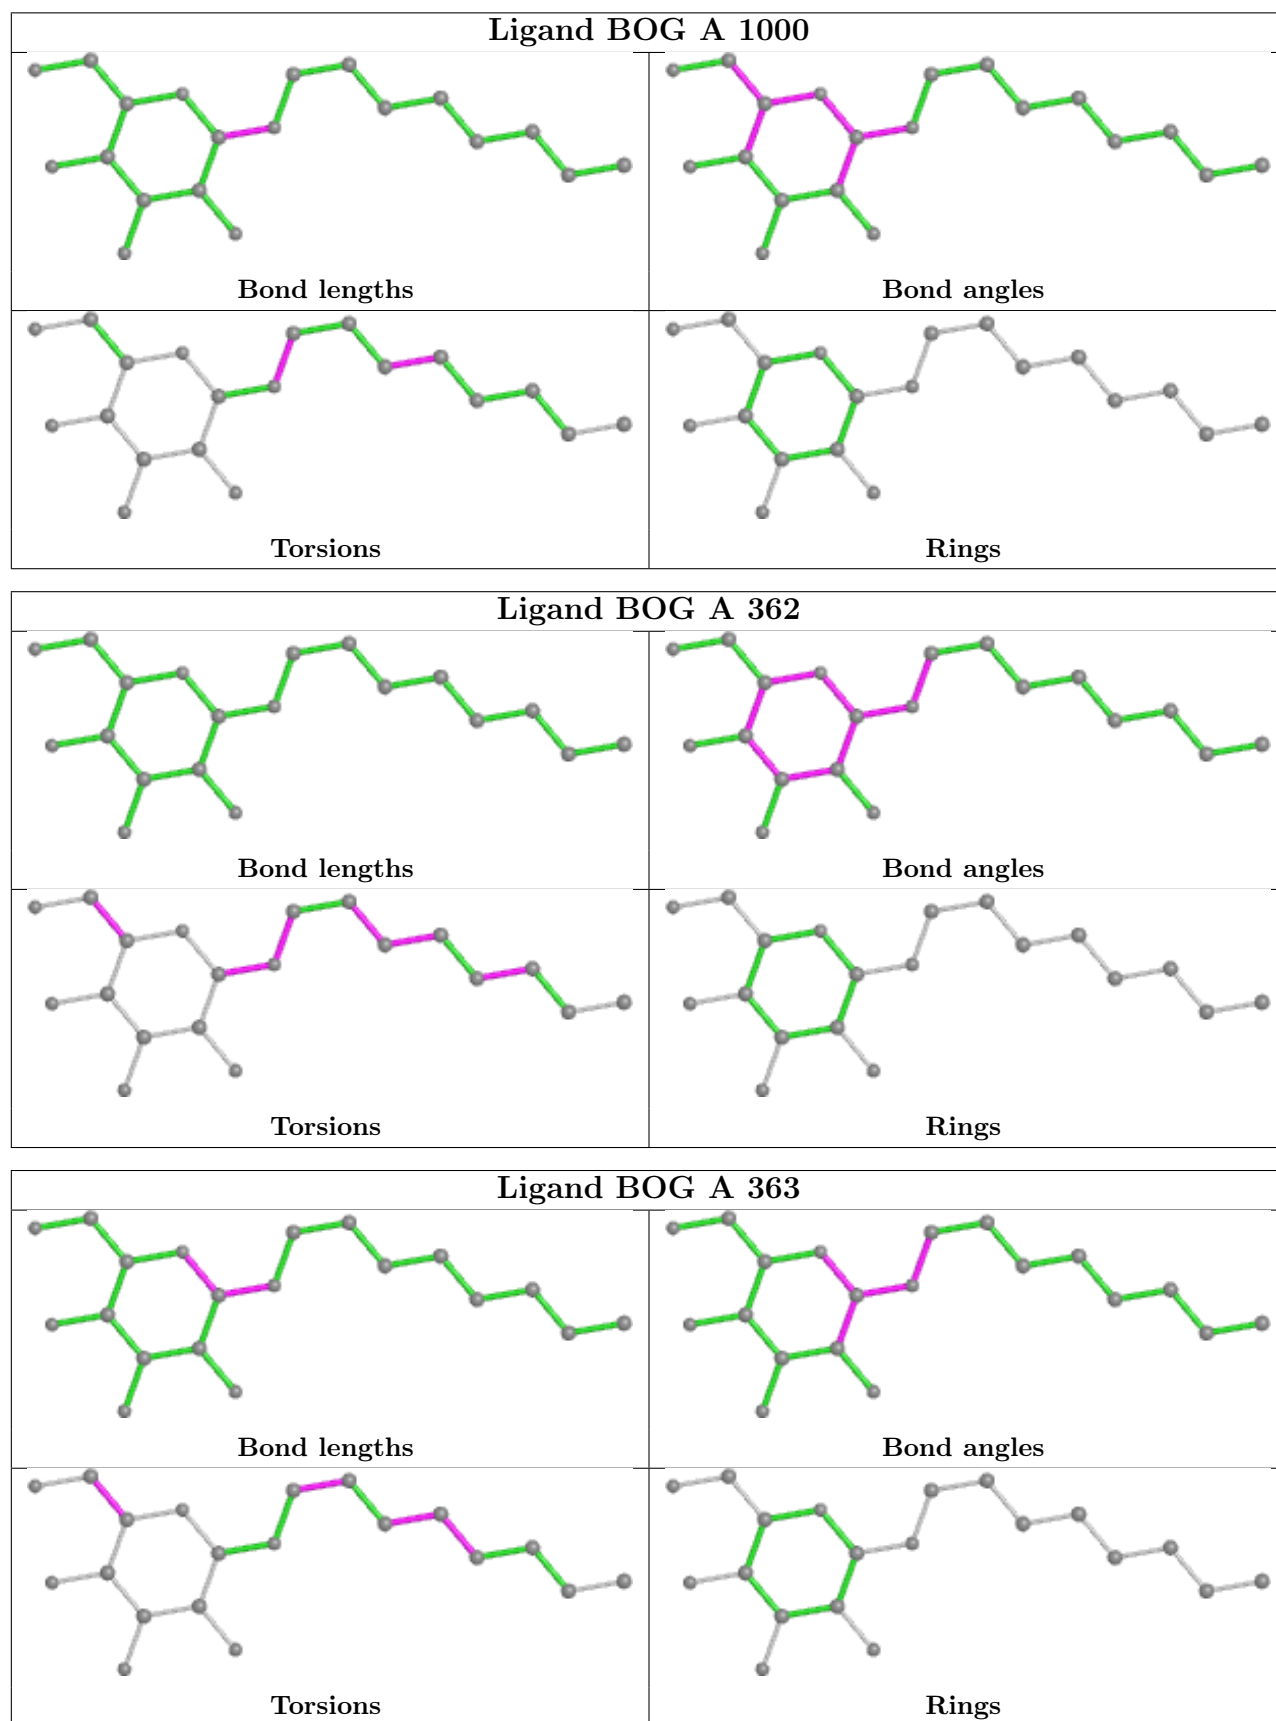 Ligand BOG A 1000
Bond lengths
Bond angles
Torsions
Rings
Ligand BOG A 362
Bond lengths
Bond angles
Torsions
Rings
Ligand BOG A 363
Bond lengths
Bond angles
Torsions
Rings